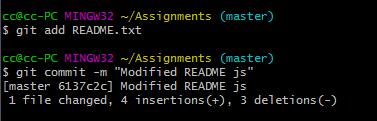 cc@cc-PC MINGW32 ~/Assignments (master)
$ git add README.txt
cc@cc-PC MINGW32 ~/Assignments (master)
$ git commit -m "Modified README js"
[master 6137c2c] Modified README js
1 file changed, 4 insertions(+), 3 deletions(-)